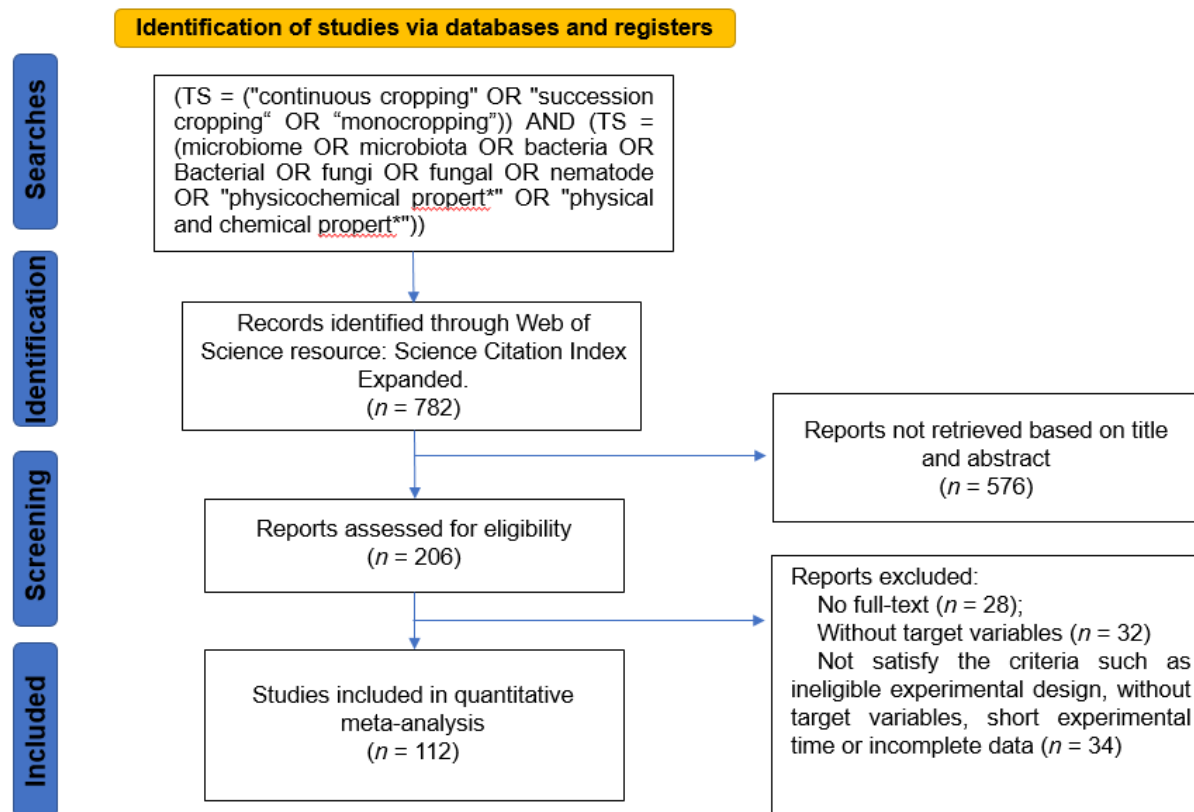 Identification of studies via databases and registers
Searches
(TS = ("continuous cropping" OR "succession
cropping“ OR “monocropping”)) AND (TS =
(microbiome OR microbiota OR bacteria OR
Bacterial OR fungi OR fungal OR nematode
OR "physicochemical propert*" OR "physical
and chemical propert*"))
Identification
Records identified through Web of
Science resource: Science Citation Index
Expanded.
(n = 782)
Reports not retrieved based on title
and abstract
(n = 576)
Screening
Reports assessed for eligibility
(n = 206)
Reports excluded:
No full-text (n = 28);
Without target variables (n = 32)
Not satisfy the criteria such as
ineligible experimental design, without
target variables, short experimental
time or incomplete data (n = 34)
Included
Studies included in quantitative
meta-analysis
(n = 112)